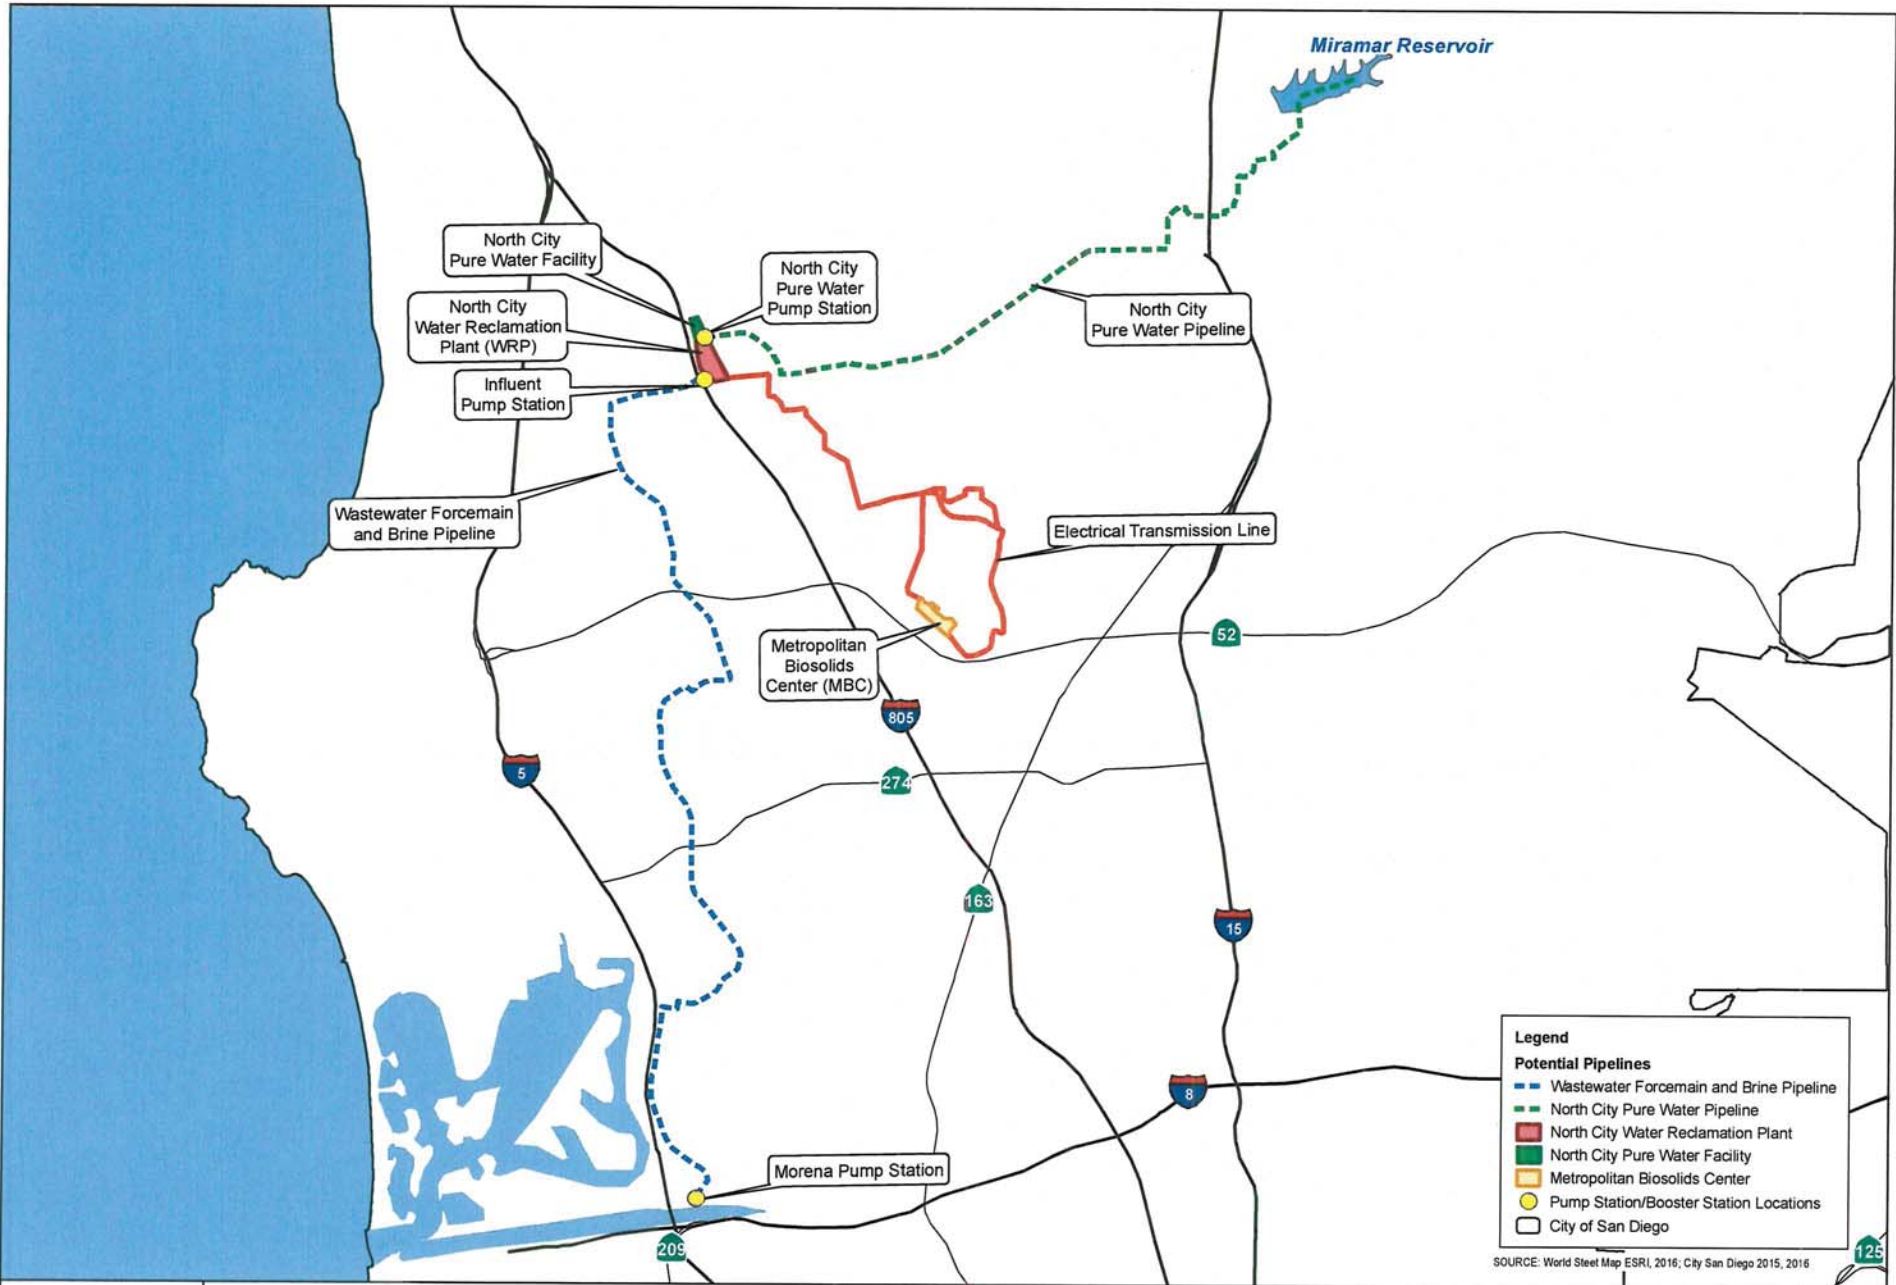 Miramar Reservoir
North City
Pure Water Facility
North City
Pure Water
Pump Station
North City
Water Reclamation
Plant (WRP)
North City
Pure Water Pipeline
Influent
Pump Station
Wastewater Forcemain
and Brine Pipeline
Electrical Transmission Line
52
Metropolitan
Biosolids
Center (MBC)
805
5
274
163
15
8
Morena Pump Station
209
Legend
Potential Pipelines
Wastewater Forcemain and Brine Pipeline
North City Pure Water Pipeline
North City Water Reclamation Plant
North City Pure Water Facility
Metropolitan Biosolids Center
Pump Station/Booster Station Locations
City of San Diego
125
SOURCE: World Steet Map ESRI, 2016; City San Diego 2015, 2016